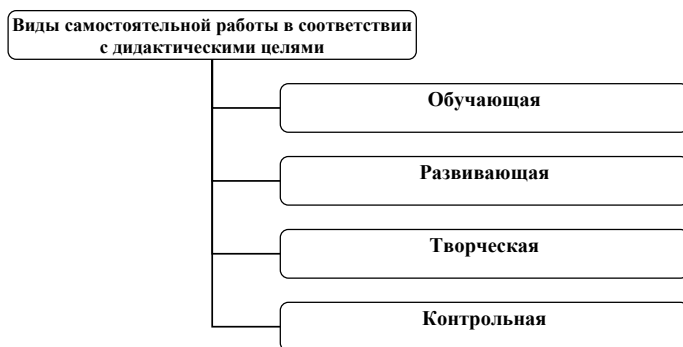 Виды самостоятельной работы в соответствии
с дидактическими целями
Обучающая
Развивающая
Творческая
Контрольная